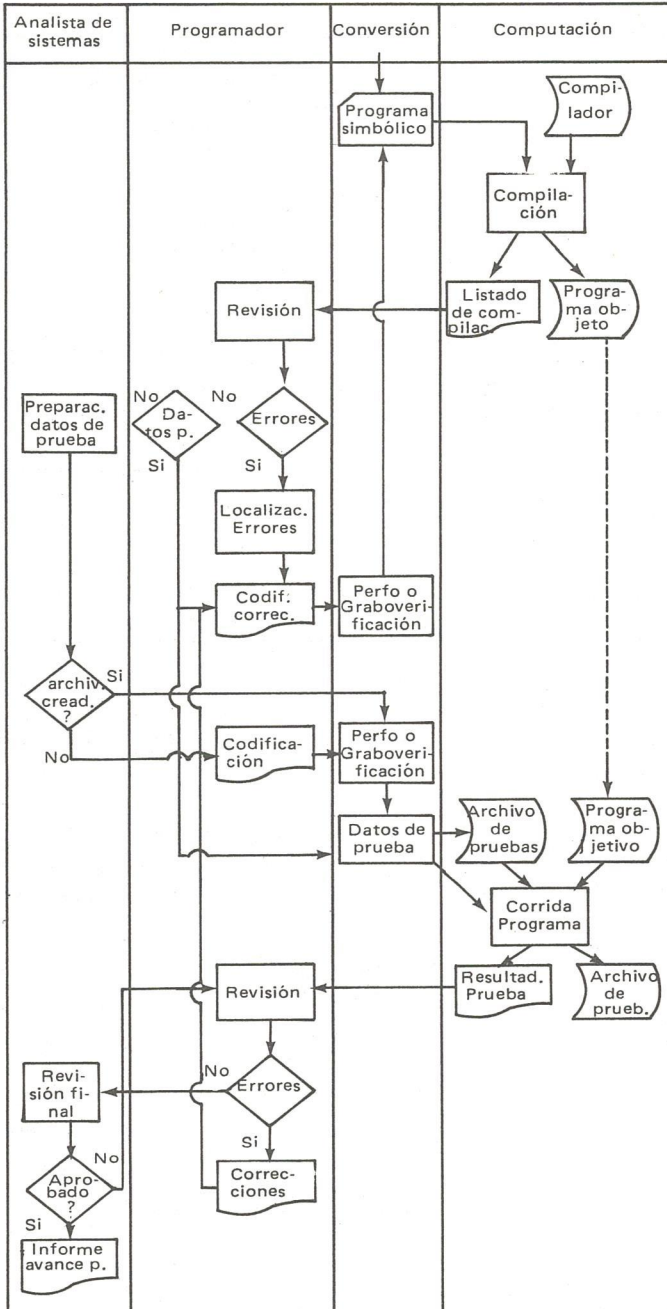 Analista de
sistemas
Programador
Conversión
Computación
Programa
simbólico
Compi-
lador
Compila-
ción
Listado
de com-
pilac.
Progra-
ma ob-
jeto
Revisión
No
No
Preparac.
datos de
prueba
Da-
tos p.
Errores
Si
Si
Localizac.
Errores
Codif.
correc.
Perfo o
Graboveri-
ficación
Si
archiv.
cread.
?
No
Codifica-
ción
Perfo o
Graboveri-
ficación
Datos de
prueba
Archivo
de
pruebas
Progra-
ma ob-
jetivo
Corrida
Programa
Revisión
Resultad.
Prueba
Archivo
de
prueb.
Revi-
sión fi-
nal
No
Errores
Si
No
Apro-
bado
?
Correc-
ciones
Si
Informe
avance p.